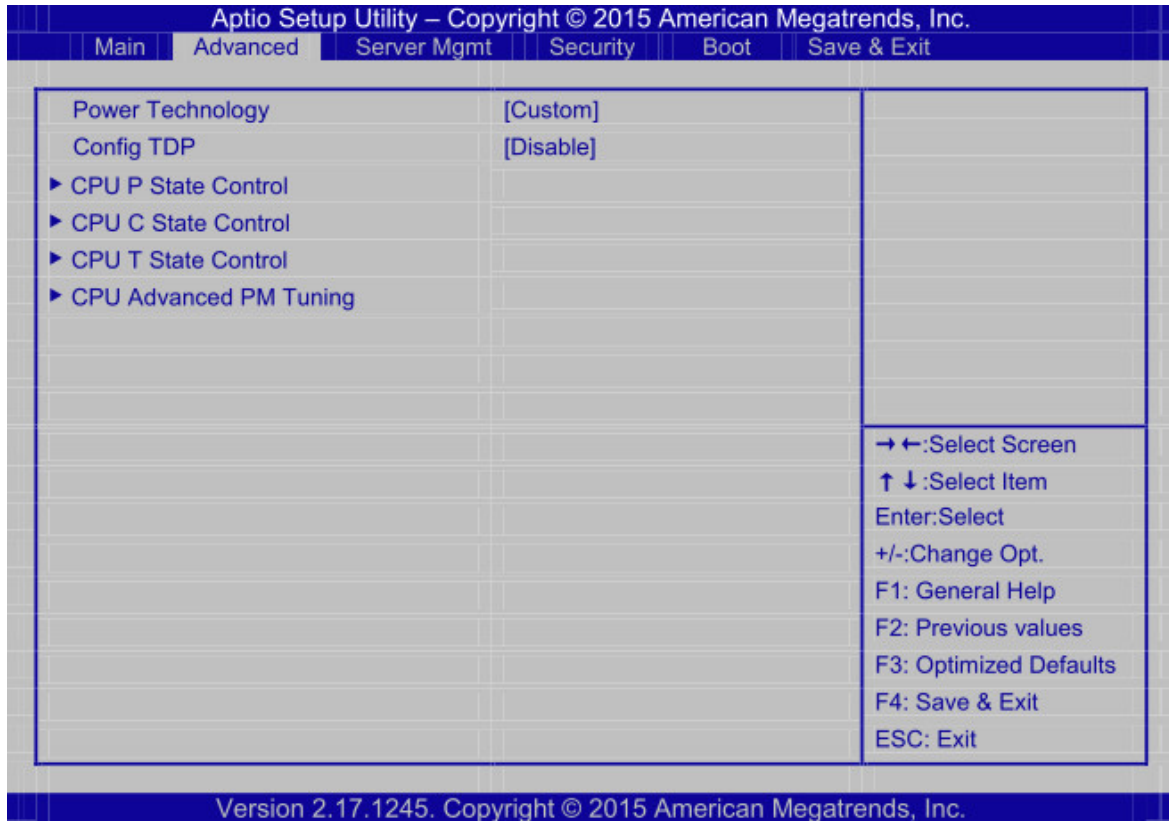 Aptio Setup Utility – Copyright © 2015 American Megatrends, Inc.
Main Advanced Server Mgmt Security Boot Save & Exit
Power Technology [Custom]
Config TDP [Disable]
► CPU P State Control
► CPU C State Control
► CPU T State Control
► CPU Advanced PM Tuning
→ ←:Select Screen
↑ ↓:Select Item
Enter:Select
+/-:Change Opt.
F1: General Help
F2: Previous values
F3: Optimized Defaults
F4: Save & Exit
ESC: Exit
Version 2.17.1245. Copyright © 2015 American Megatrends, Inc.